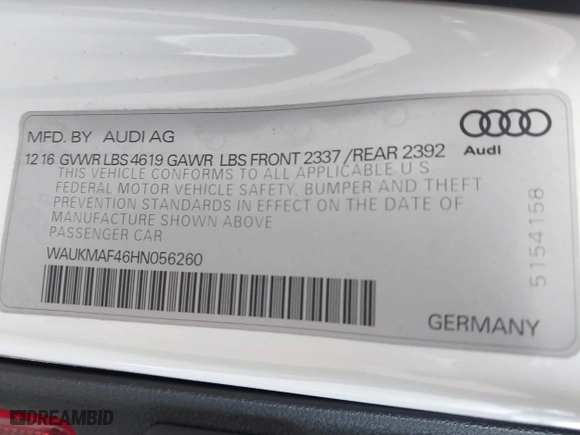 MFD. BY AUDI AG
12 16 GVWR LBS 4619 GAWR LBS FRONT 2337 /REAR 2392
Audi
THIS VEHICLE CONFORMS TO ALL APPLICABLE U S
FEDERAL MOTOR VEHICLE SAFETY, BUMPER AND THEFT
PREVENTION STANDARDS IN EFFECT ON THE DATE OF
MANUFACTURE SHOWN ABOVE
PASSENGER CAR
WAUKMAF46HN056260
5154158
GERMANY
DREAMBID